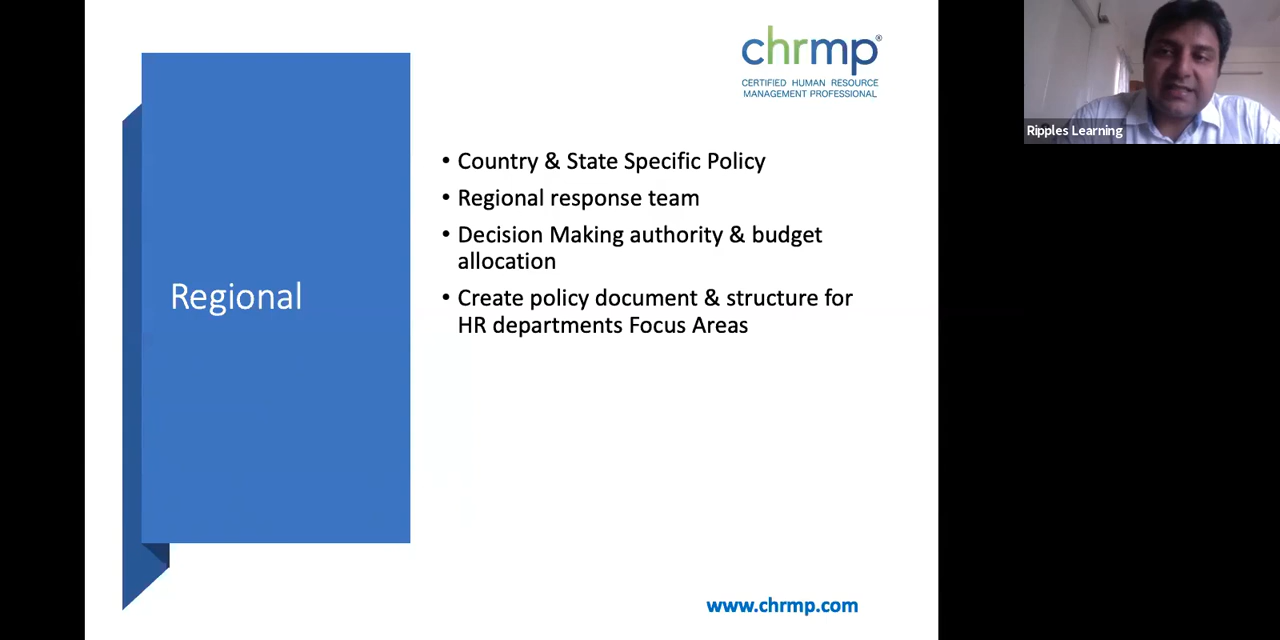 chrmp®
CERTIFIED HUMAN RESOURCE
MANAGEMENT PROFESSIONAL
Ripples Learning
Regional
• Country & State Specific Policy
• Regional response team
• Decision Making authority & budget
allocation
• Create policy document & structure for
HR departments Focus Areas
www.chrmp.com